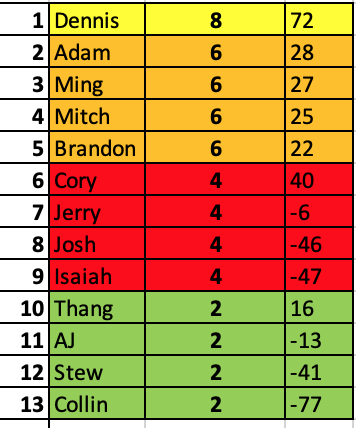 1 Dennis 8 72
2 Adam 6 28
3 Ming 6 27
4 Mitch 6 25
5 Brandon 6 22
6 Cory 4 40
7 Jerry 4 -6
8 Josh 4 -46
9 Isaiah 4 -47
10 Thang 2 16
11 AJ 2 -13
12 Stew 2 -41
13 Collin 2 -77